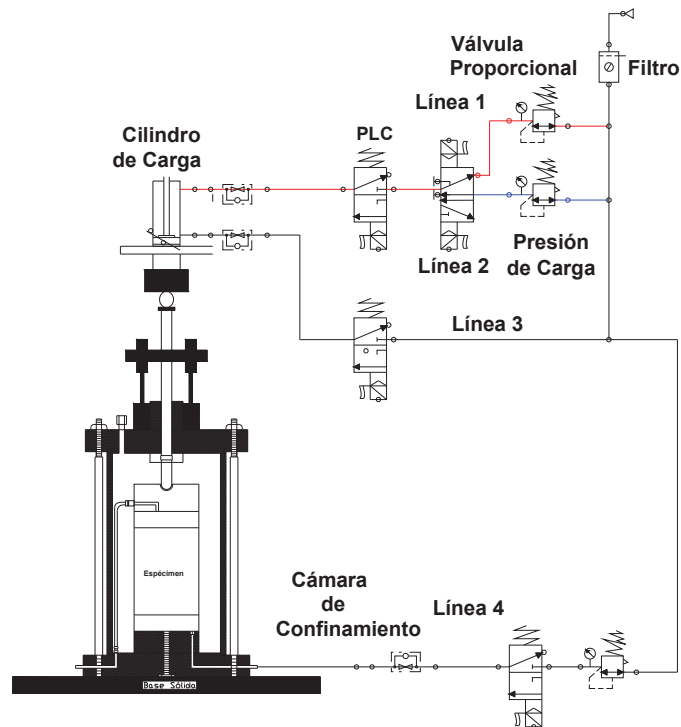 Válvula
Proporcional
Filtro
Línea 1
PLC
Cilindro
de Carga
Línea 2
Presión
de Carga
Línea 3
Espécimen
Cámara
de
Confinamiento
Línea 4
Base Sólida